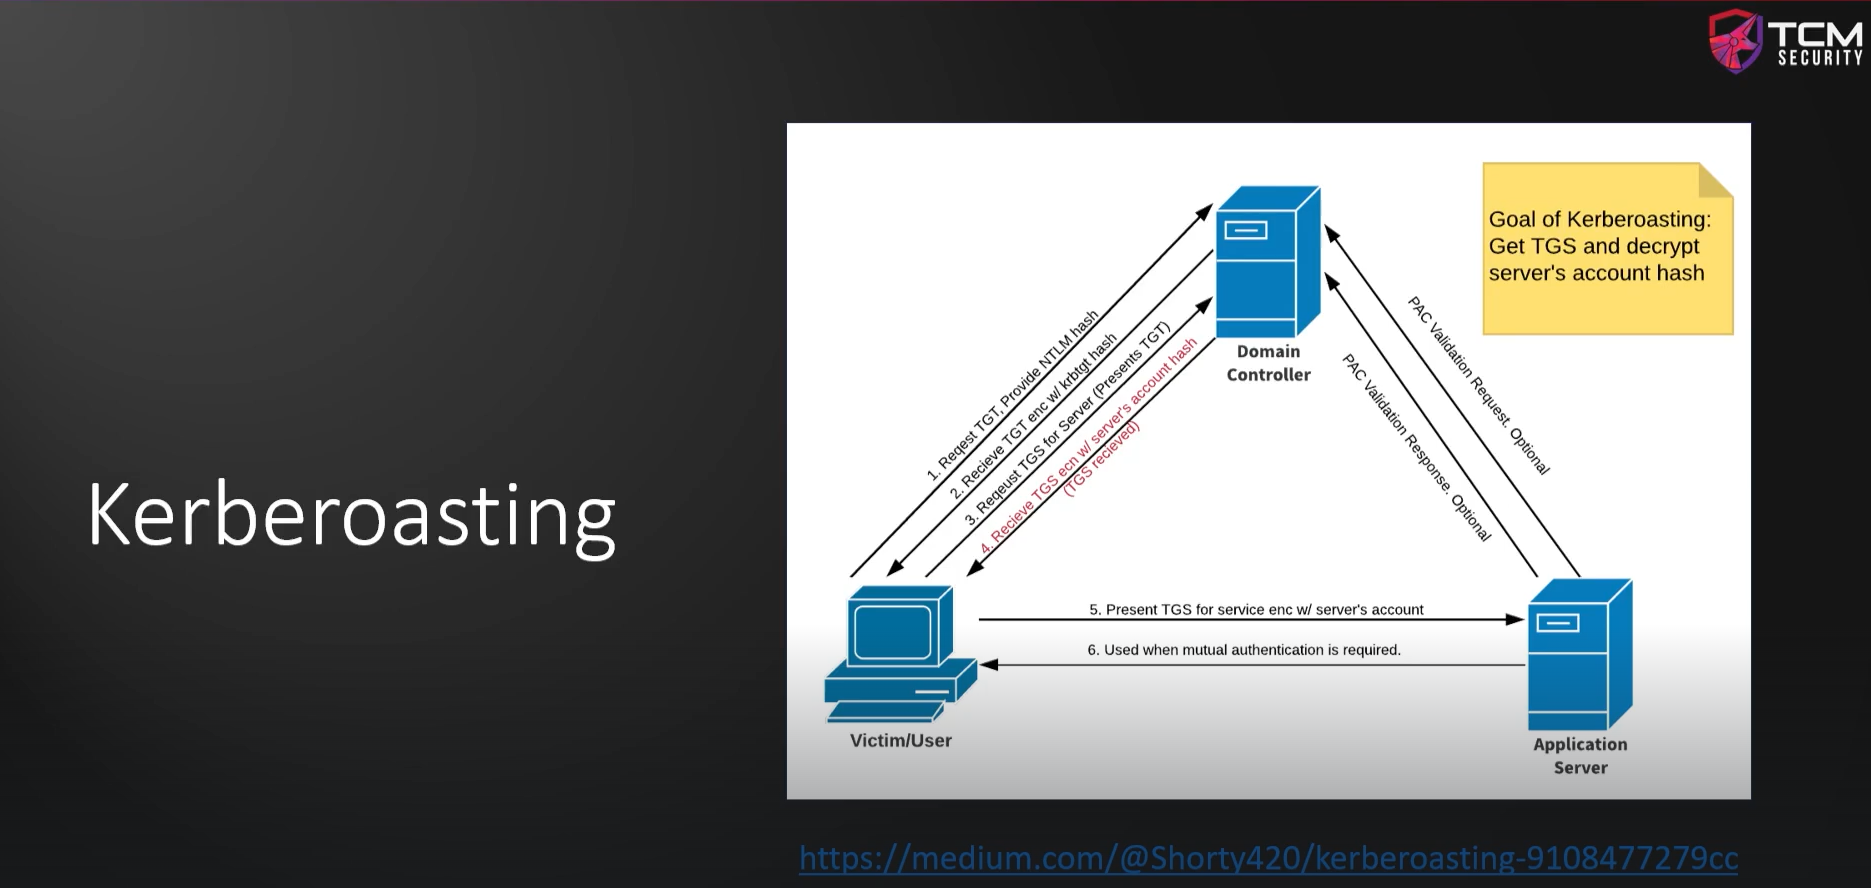 TCM
SECURITY
Kerberoasting
Goal of Kerberoasting:
Get TGS and decrypt
server's account hash
Domain
Controller
1. Reqest TGT, Provide NTLM hash
2. Recieve TGT enc w/ krbtgt hash
3. Reqeust TGS for Server (Presents TGT)
4. Recieve TGS ecn w/ server's account hash
(TGS recieved)
PAC Validation Request. Optional
PAC Validation Response. Optional
5. Present TGS for service enc w/ server's account
6. Used when mutual authentication is required.
Victim/User
Application
Server
https://medium.com/@Shorty420/kerberoasting-9108477279cc